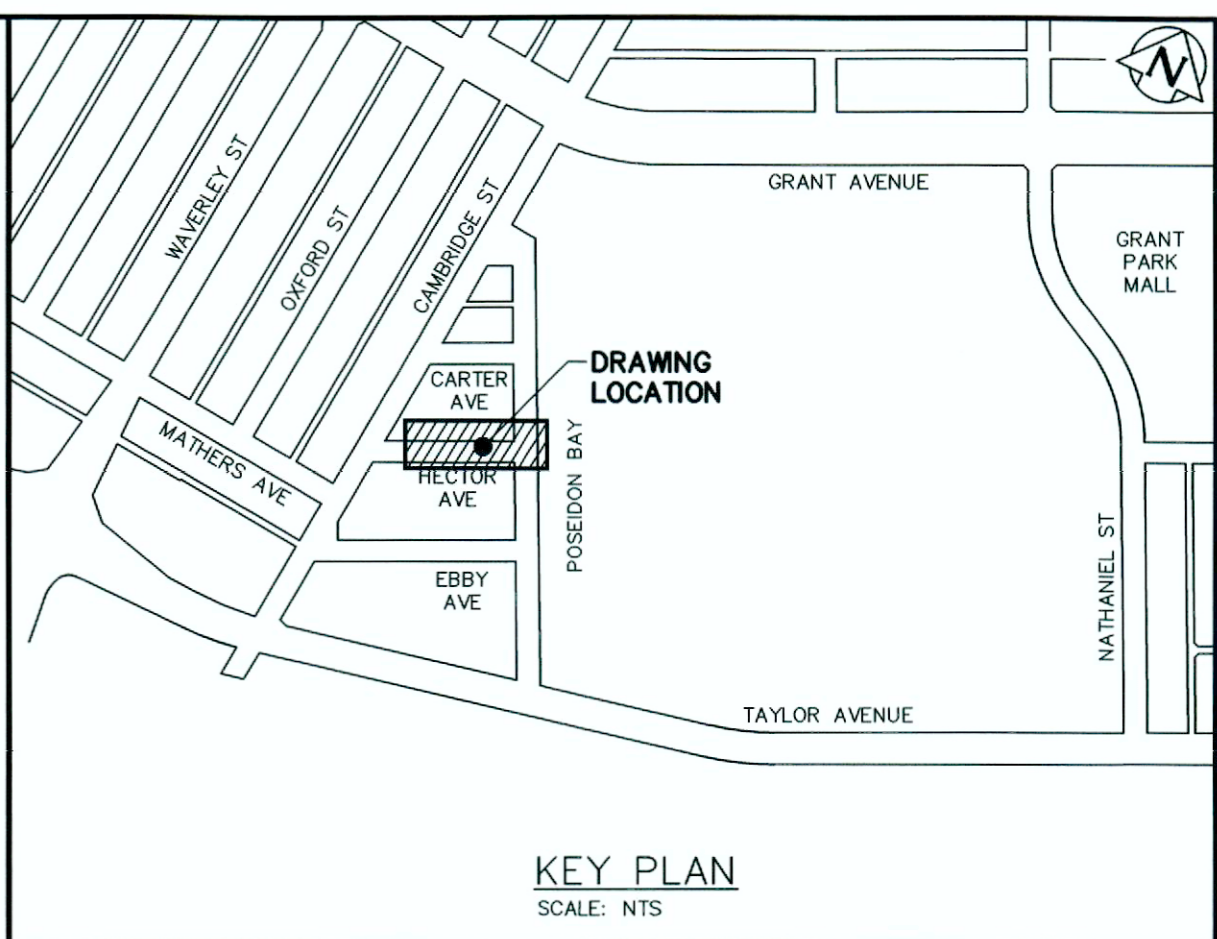 N
WAVERLEY ST
OXFORD ST
CAMBRIDGE ST
GRANT AVENUE
GRANT
PARK
MALL
DRAWING
LOCATION
CARTER
AVE
MATHERS AVE
HECTOR
AVE
POSEIDON BAY
EBBY
AVE
NATHANIEL ST
TAYLOR AVENUE
KEY PLAN
SCALE: NTS